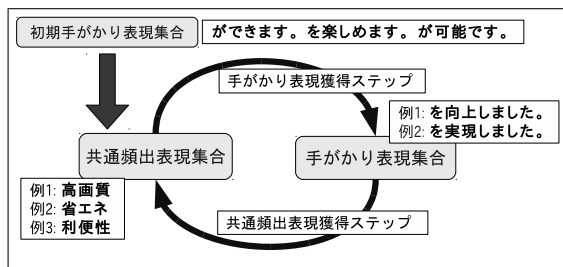 初期手がかり表現集合
ができます。を楽しめます。が可能です。
手がかり表現獲得ステップ
例1: を向上しました。
例2: を実現しました。
共通頻出表現集合
手がかり表現集合
例1: 高画質
例2: 省エネ
例3: 利便性
共通頻出表現獲得ステップ